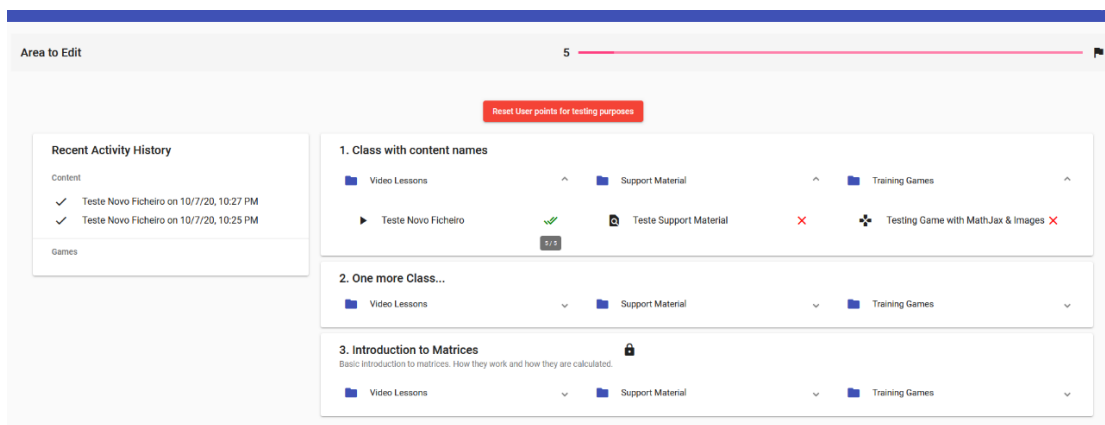 Area to Edit
5
Reset User points for testing purposes
Recent Activity History
Content
Teste Novo Ficheiro on 10/7/20, 10:27 PM
Teste Novo Ficheiro on 10/7/20, 10:25 PM
Games
1. Class with content names
Video Lessons
Support Material
Training Games
Teste Novo Ficheiro
Teste Support Material
Testing Game with MathJax & Images
5 / 5
2. One more Class...
Video Lessons
Support Material
Training Games
3. Introduction to Matrices
Basic introduction to matrices. How they work and how they are calculated.
Video Lessons
Support Material
Training Games